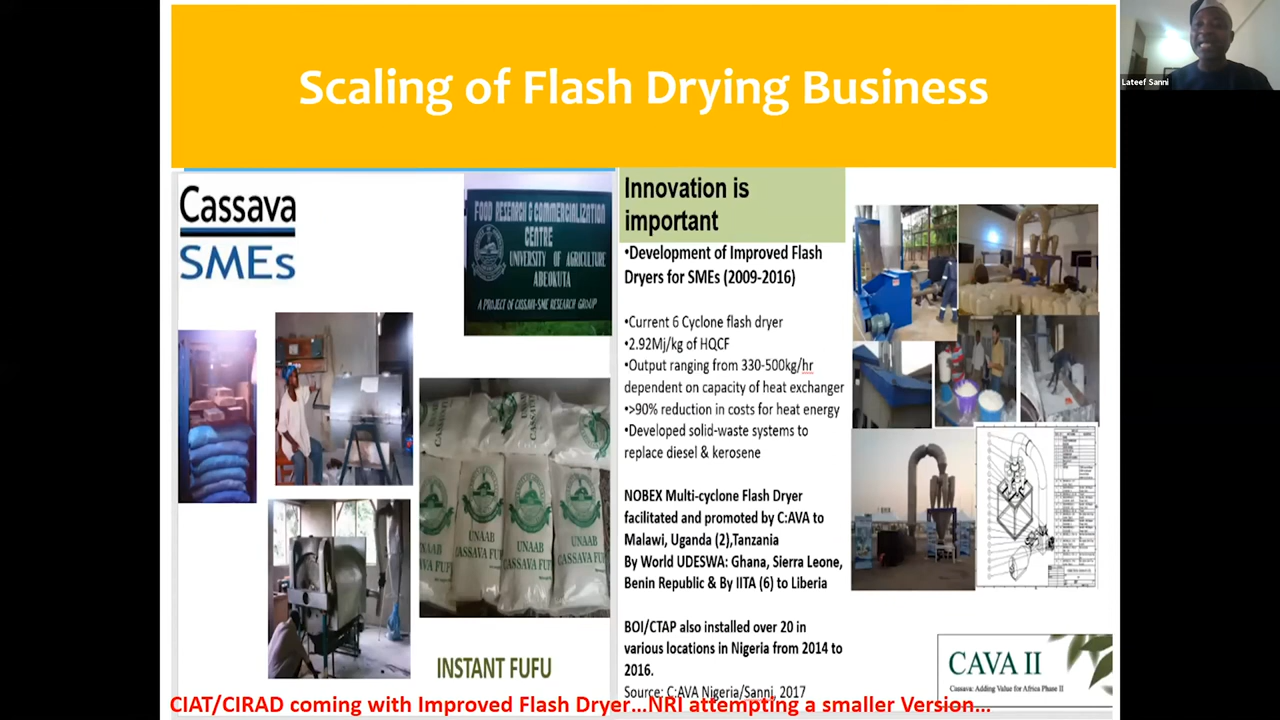 Scaling of Flash Drying Business
Lateef Sanni
Cassava
SMEs
FOOD RESEARCH & COMMERCIALIZATION
CENTRE
UNIVERSITY OF AGRICULTURE
ABEOKUTA
A PROJECT OF CASSAVA-SME RESEARCH GROUP
UNAAB
CASSAVA FUFU
UNAAB
CASSAVA FUF
UNAAB
INSTANT FUFU
Innovation is
important
•Development of Improved Flash
Dryers for SMEs (2009-2016)
•Current 6 Cyclone flash dryer
•2.92Mj/kg of HQCF
•Output ranging from 330-500kg/hr
dependent on capacity of heat exchanger
•>90% reduction in costs for heat energy
•Developed solid-waste systems to
replace diesel & kerosene
NOBEX Multi-cyclone Flash Dryer
facilitated and promoted by C:AVA to
Malawi, Uganda (2),Tanzania
By World UDESWA: Ghana, Sierra Leone,
Benin Republic & By IITA (6) to Liberia
BOI/CTAP also installed over 20 in
various locations in Nigeria from 2014 to
2016.
Source: C:AVA Nigeria/Sanni, 2017
CAVA II
Cassava: Adding Value for Africa Phase II
CIAT/CIRAD coming with Improved Flash Dryer...NRI attempting a smaller Version...